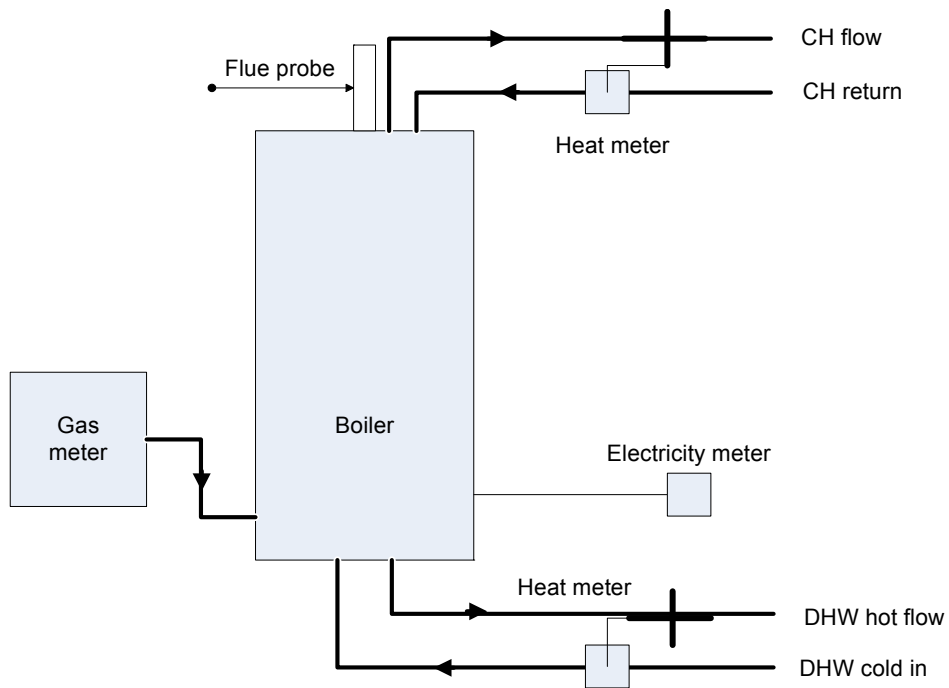 CH flow
Flue probe
CH return
Heat meter
Gas
meter
Boiler
Electricity meter
Heat meter
DHW hot flow
DHW cold in